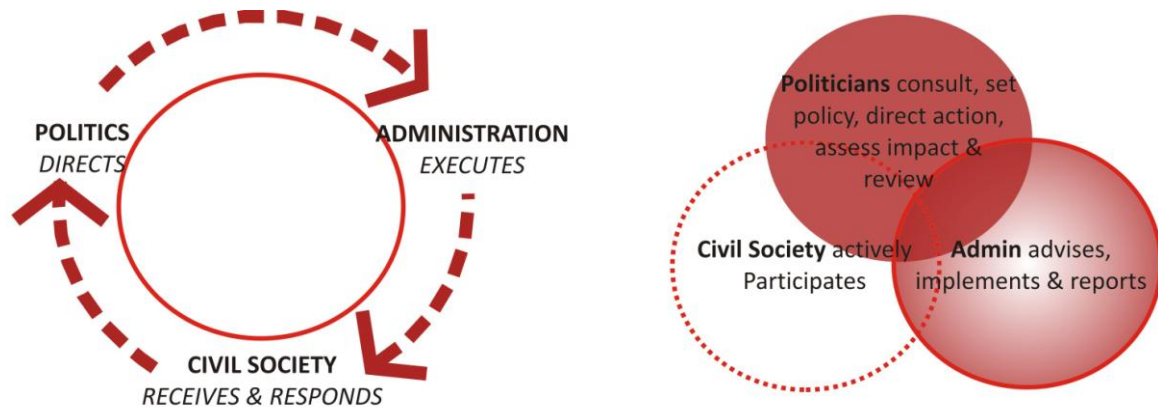 POLITICS
DIRECTS
ADMINISTRATION
EXECUTES
CIVIL SOCIETY
RECEIVES & RESPONDS
Politicians consult, set
policy, direct action,
assess impact &
review
Civil Society actively
Participates
Admin advises,
implements & reports